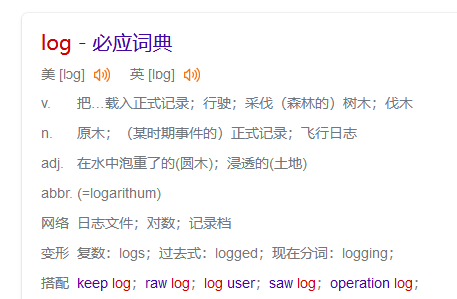 log - 必应词典
美 [lɔg] 英 [lɒg]
v. 把…载入正式记录；行驶；采伐（森林的）树木；伐木
n. 原木；（某时期事件的）正式记录；飞行日志
adj. 在水中泡重了的(圆木)；浸透的(土地)
abbr. (=logarithum)
网络 日志文件；对数；记录档
变形 复数：logs；过去式：logged；现在分词：logging；
搭配 keep log；raw log；log user；saw log；operation log；